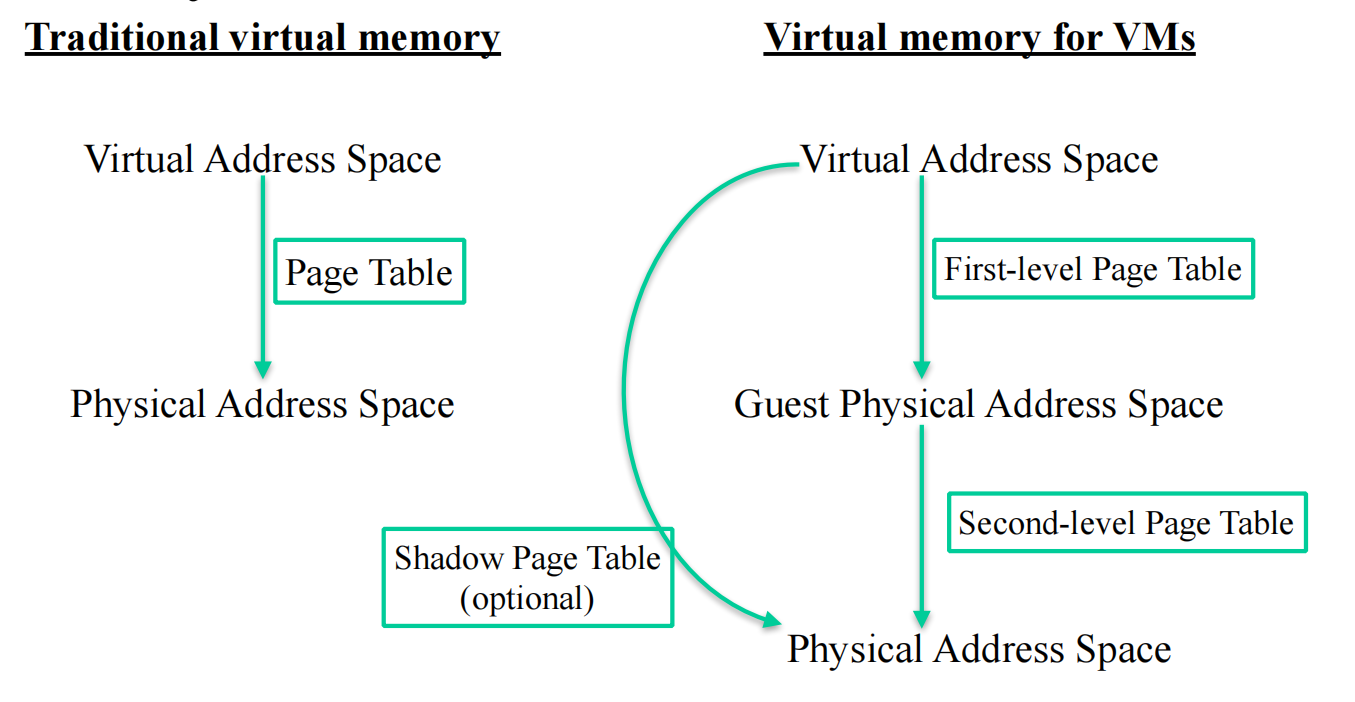 Traditional virtual memory
Virtual Address Space
Page Table
Physical Address Space
Virtual memory for VMs
Virtual Address Space
First-level Page Table
Guest Physical Address Space
Second-level Page Table
Shadow Page Table
(optional)
Physical Address Space